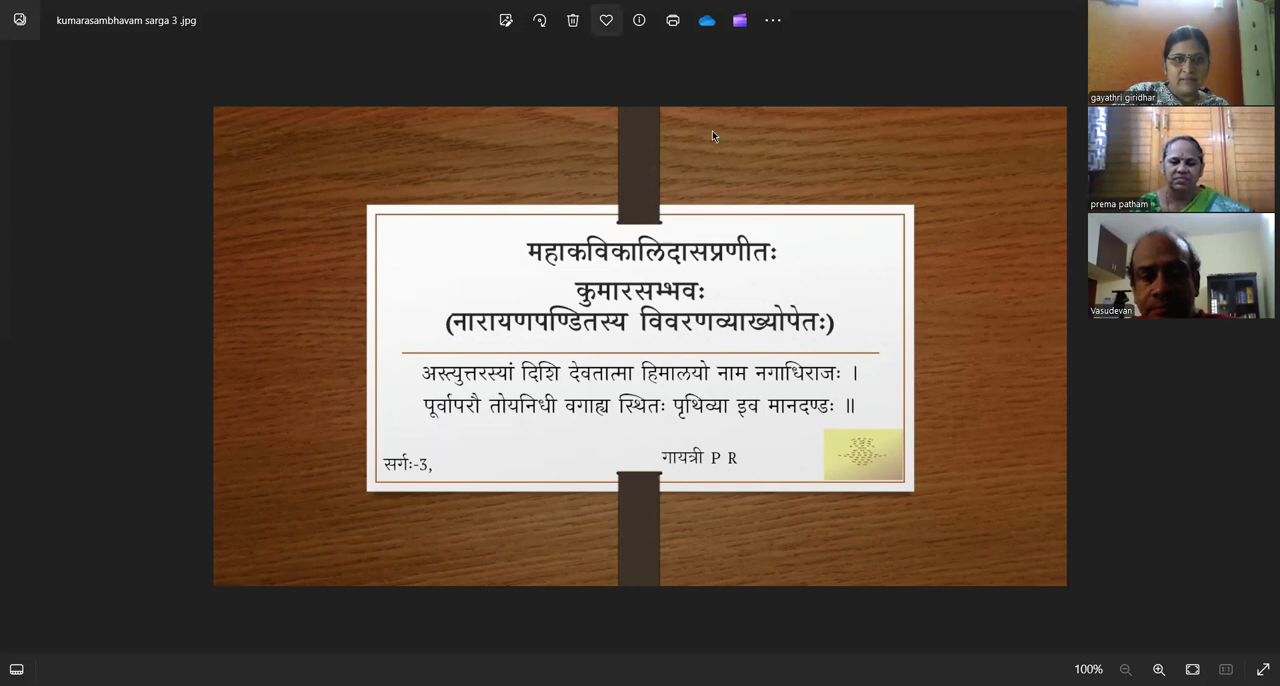 kumarasambhavam sarga 3 .jpg
gayathri giridhar
prema patham
Vasudevan
महाकविकालिदासप्रणीतः
कुमारसम्भवः
(नारायणपण्डितस्य विवरणव्याख्योपेतः)
अस्त्युत्तरस्यां दिशि देवतात्मा हिमालयो नाम नगाधिराजः ।
पूर्वापरौ तोयनिधी वगाह्य स्थितः पृथिव्या इव मानदण्डः ॥
सर्गः-3,
गायत्री P R
100%